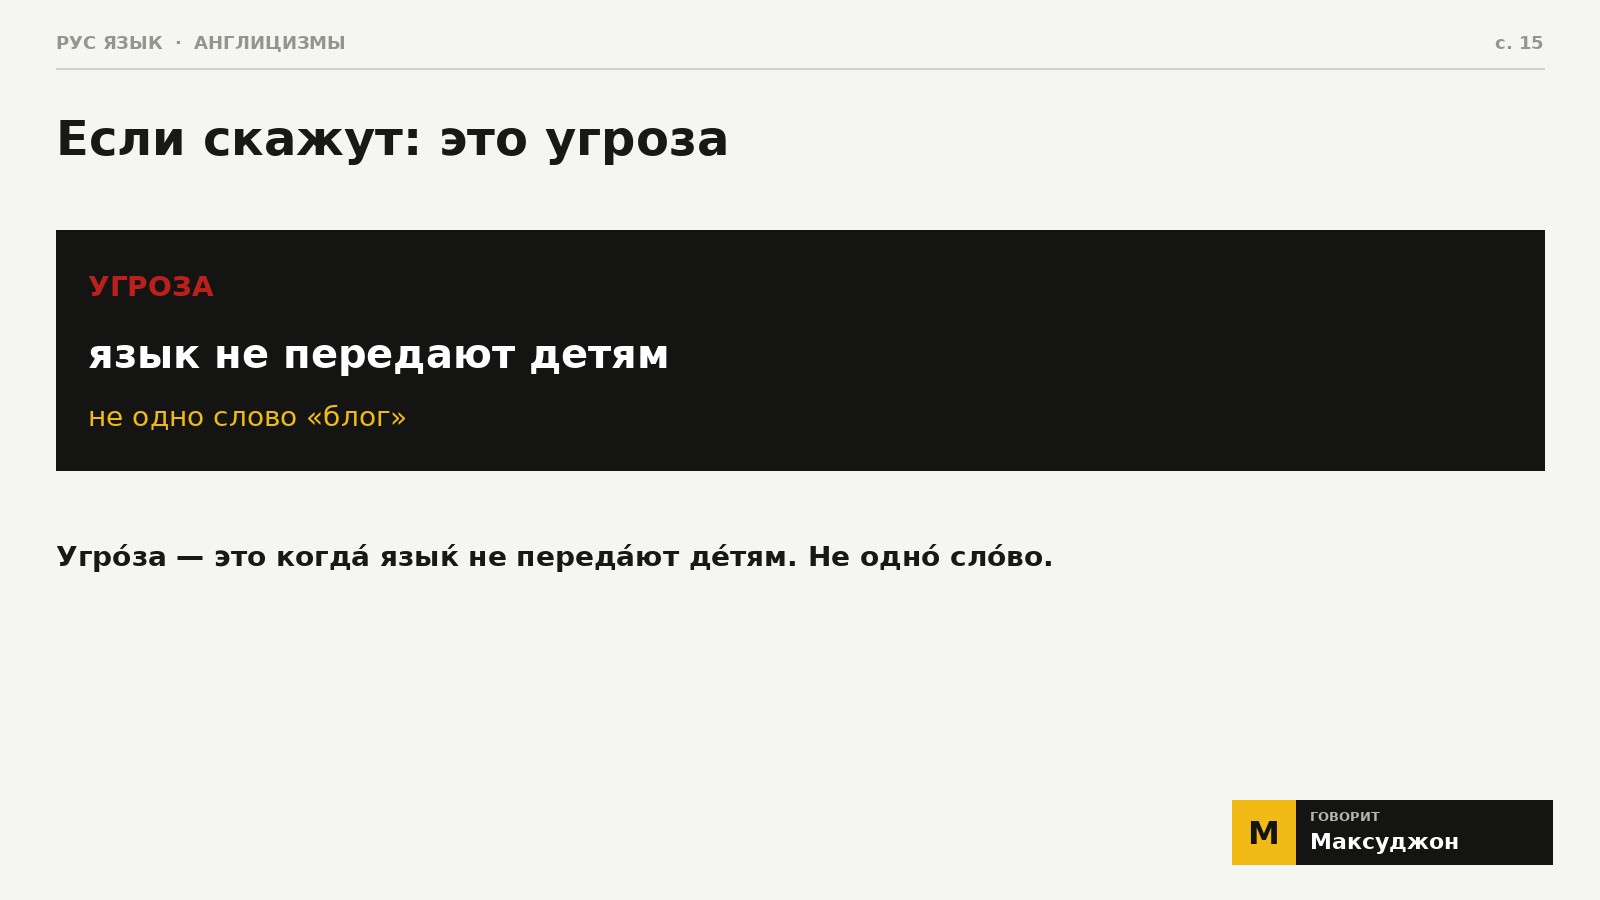 РУС ЯЗЫК · АНГЛИЦИЗМЫ
с. 15
Если скажут: это угроза
УГРОЗА
язык не передают детям
не одно слово «блог»
Угро́за — это когда́ языќ не переда́ют де́тям. Не одно́ сло́во.
М
ГОВОРИТ
Максуджон